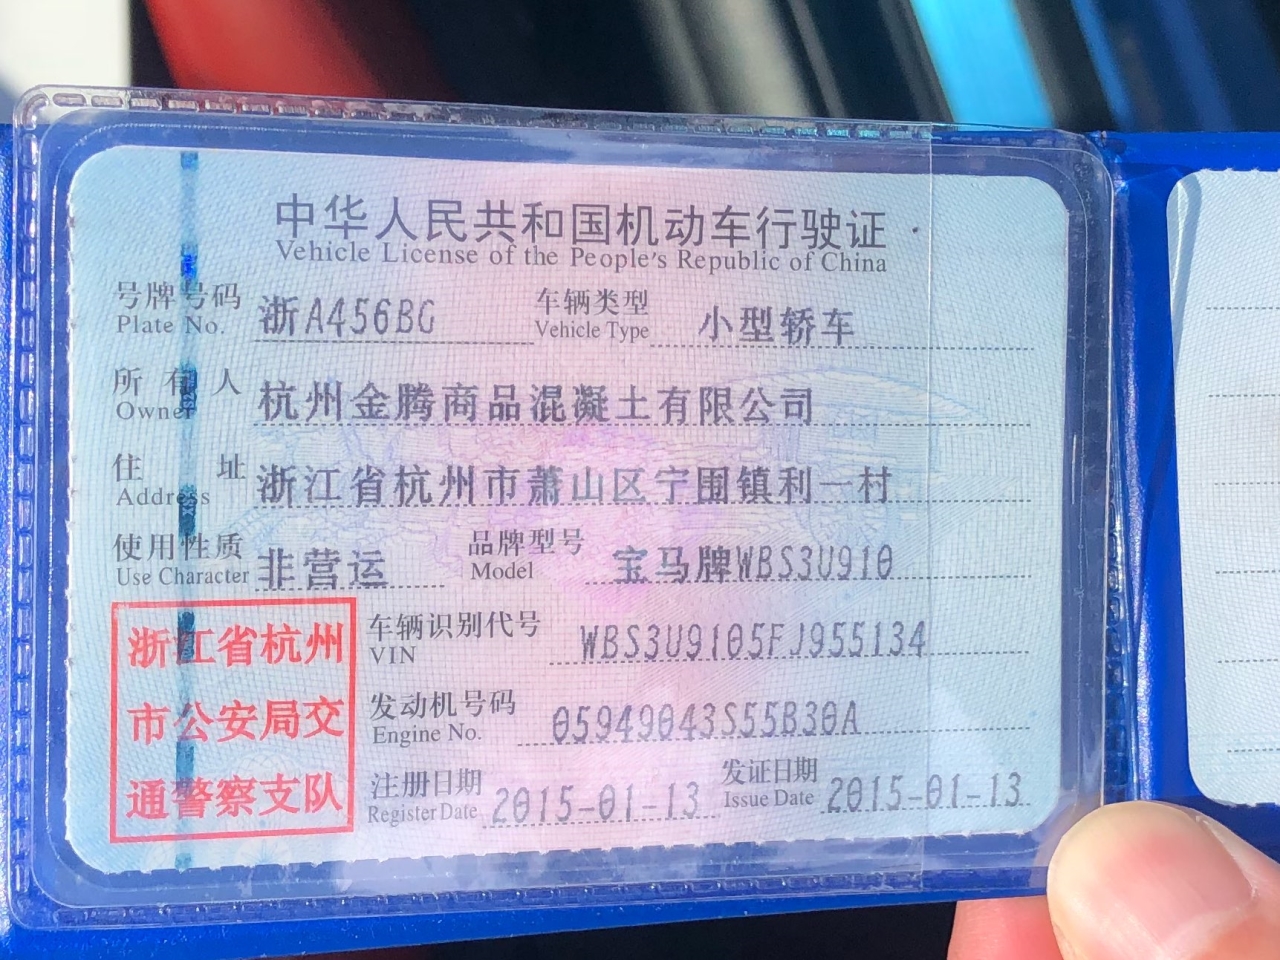 中华人民共和国机动车行驶证
Vehicle License of the People's Republic of China
号牌号码 浙A456BG 车辆类型 小型轿车
Plate No. Vehicle Type
所有人 杭州金腾商品混凝土有限公司
Owner
住址 浙江省杭州市萧山区宁围镇利一村
Address
使用性质 非营运 品牌型号 宝马牌WBS3U910
Use Character Model
浙江省杭州
市公安局交
通警察支队
车辆识别代号 WBS3U9105FJ955134
VIN
发动机号码 05949043S55B30A
Engine No.
注册日期 2015-01-13 发证日期 2015-01-13
Register Date Issue Date